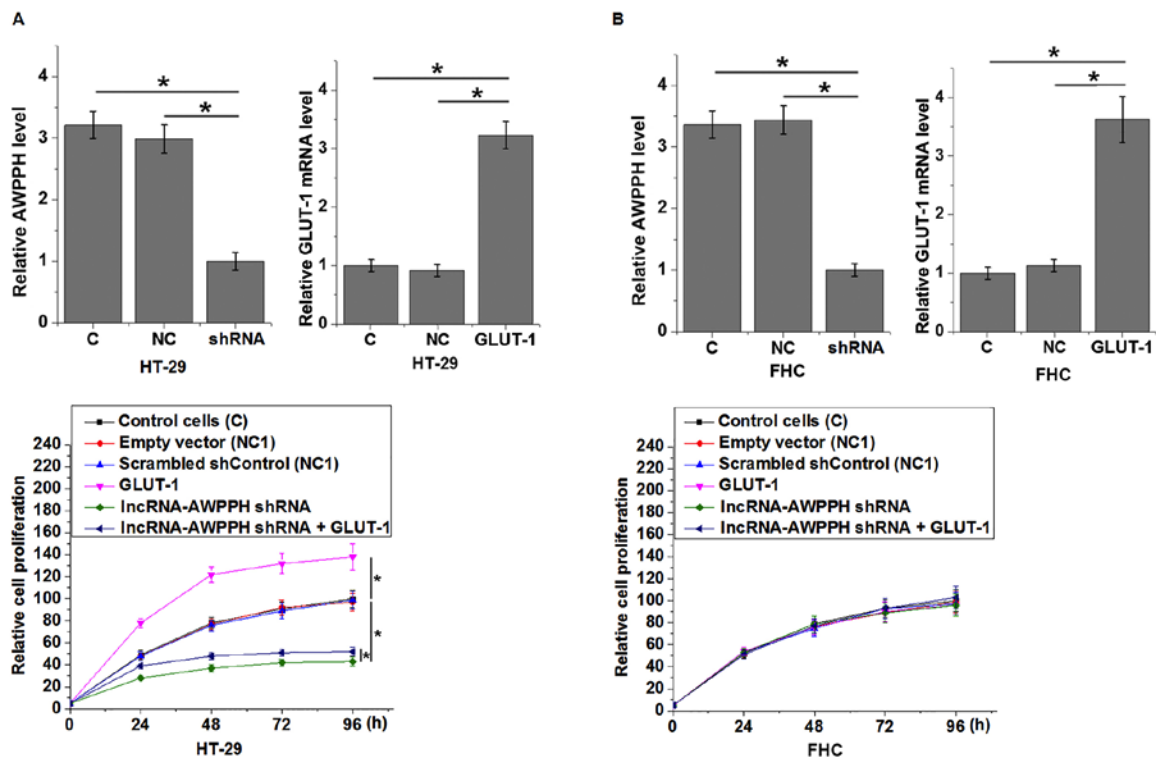 A
Relative AWPPH level
5
4
3
2
1
0
*
*
C NC shRNA
HT-29
Relative GLUT-1 mRNA level
5
4
3
2
1
0
*
*
C NC GLUT-1
HT-29
B
Relative AWPPH level
5
4
3
2
1
0
*
*
C NC shRNA
FHC
Relative GLUT-1 mRNA level
5
4
3
2
1
0
*
*
C NC GLUT-1
FHC
Control cells (C)
Empty vector (NC1)
Scrambled shControl (NC1)
GLUT-1
lncRNA-AWPPH shRNA
lncRNA-AWPPH shRNA + GLUT-1
Relative cell proliferation
240
220
200
180
160
140
120
100
80
60
40
20
0
*
*
*
0 24 48 72 96 (h)
HT-29
Control cells (C)
Empty vector (NC1)
Scrambled shControl (NC1)
GLUT-1
lncRNA-AWPPH shRNA
lncRNA-AWPPH shRNA + GLUT-1
Relative cell proliferation
240
220
200
180
160
140
120
100
80
60
40
20
0
0 24 48 72 96 (h)
FHC